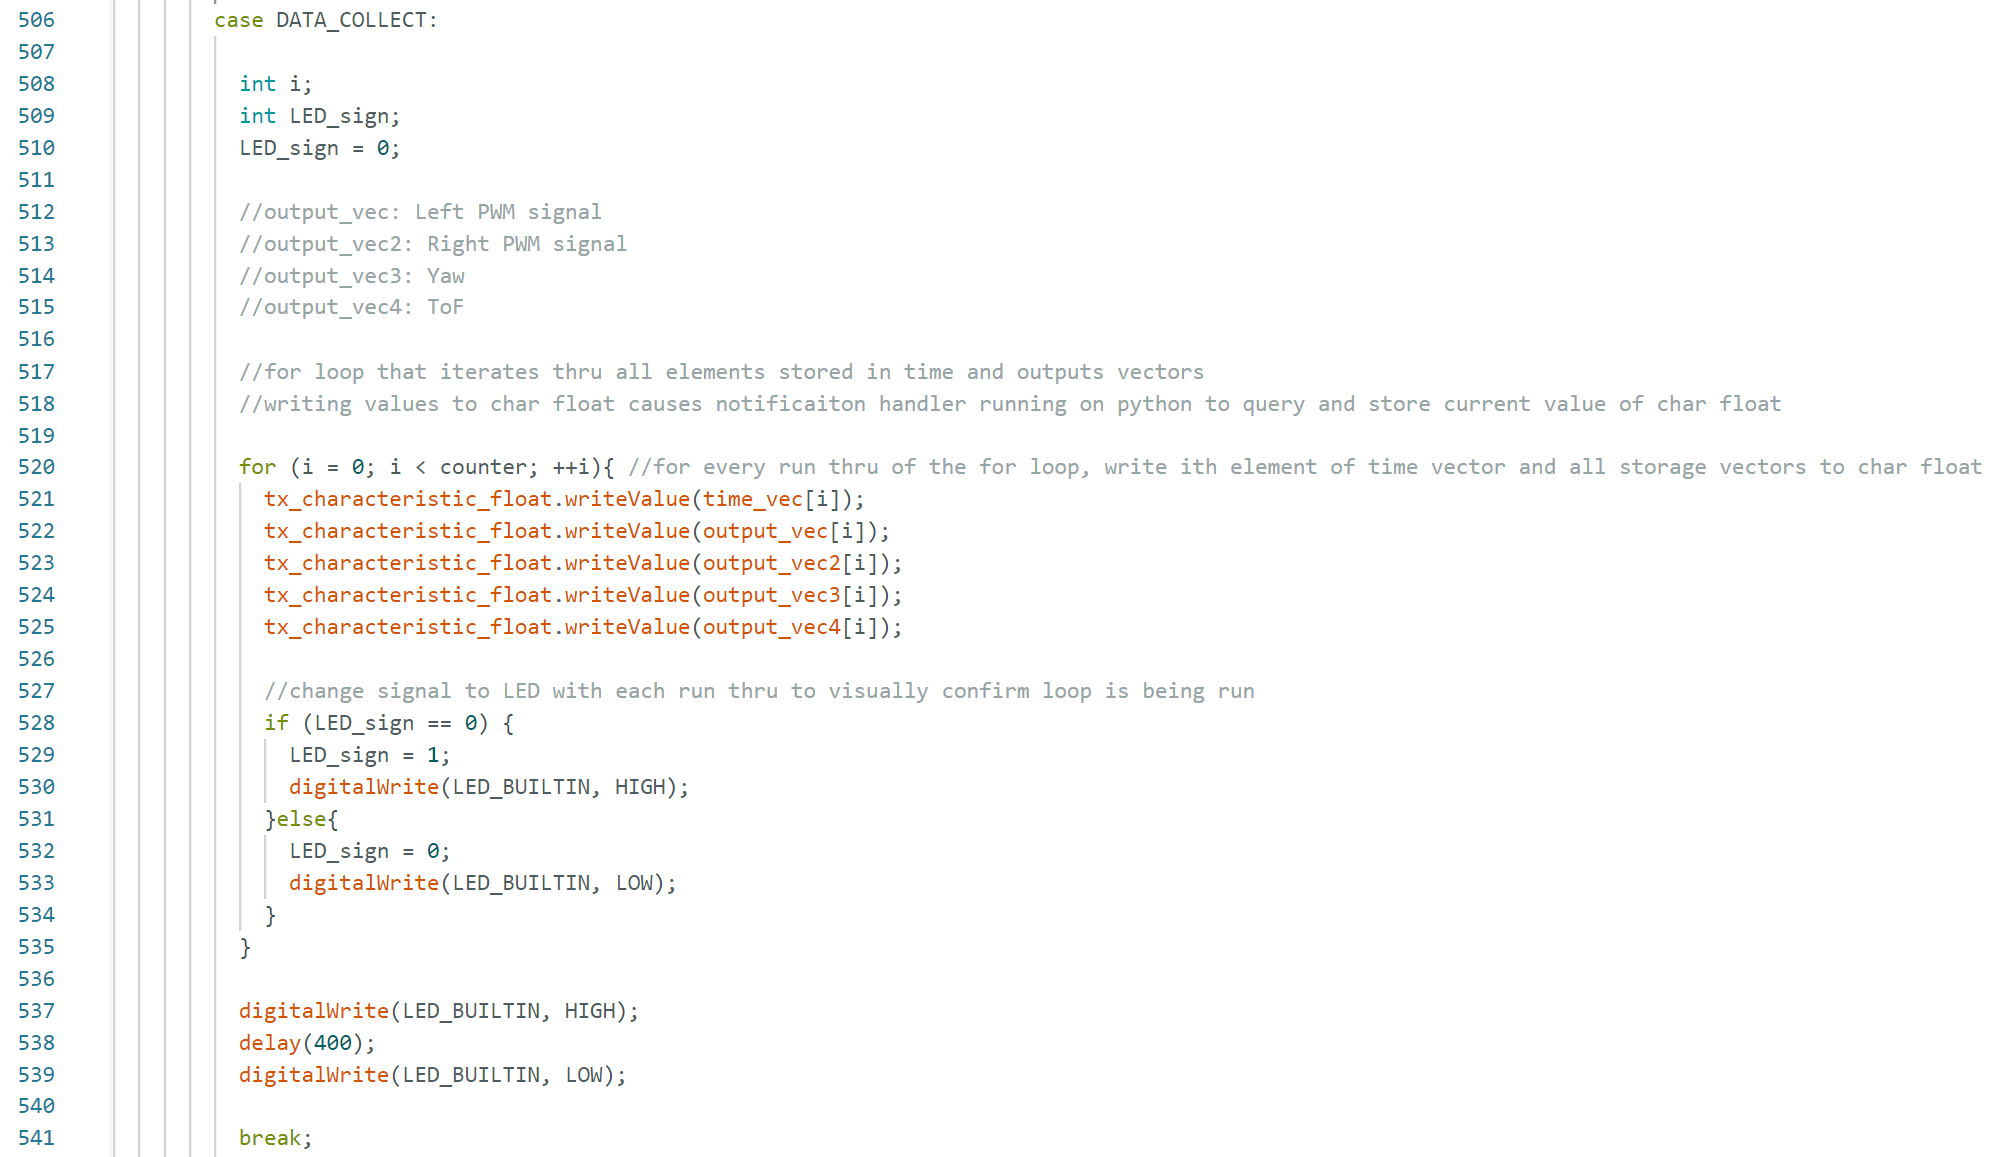 506 case DATA_COLLECT:
507
508 int i;
509 int LED_sign;
510 LED_sign = 0;
511
512 //output_vec: Left PWM signal
513 //output_vec2: Right PWM signal
514 //output_vec3: Yaw
515 //output_vec4: ToF
516
517 //for loop that iterates thru all elements stored in time and outputs vectors
518 //writing values to char float causes notificaiton handler running on python to query and store current value of char float
519
520 for (i = 0; i < counter; ++i){ //for every run thru of the for loop, write ith element of time vector and all storage vectors to char float
521 tx_characteristic_float.writeValue(time_vec[i]);
522 tx_characteristic_float.writeValue(output_vec[i]);
523 tx_characteristic_float.writeValue(output_vec2[i]);
524 tx_characteristic_float.writeValue(output_vec3[i]);
525 tx_characteristic_float.writeValue(output_vec4[i]);
526
527 //change signal to LED with each run thru to visually confirm loop is being run
528 if (LED_sign == 0) {
529 LED_sign = 1;
530 digitalWrite(LED_BUILTIN, HIGH);
531 }else{
532 LED_sign = 0;
533 digitalWrite(LED_BUILTIN, LOW);
534 }
535 }
536
537 digitalWrite(LED_BUILTIN, HIGH);
538 delay(400);
539 digitalWrite(LED_BUILTIN, LOW);
540
541 break;